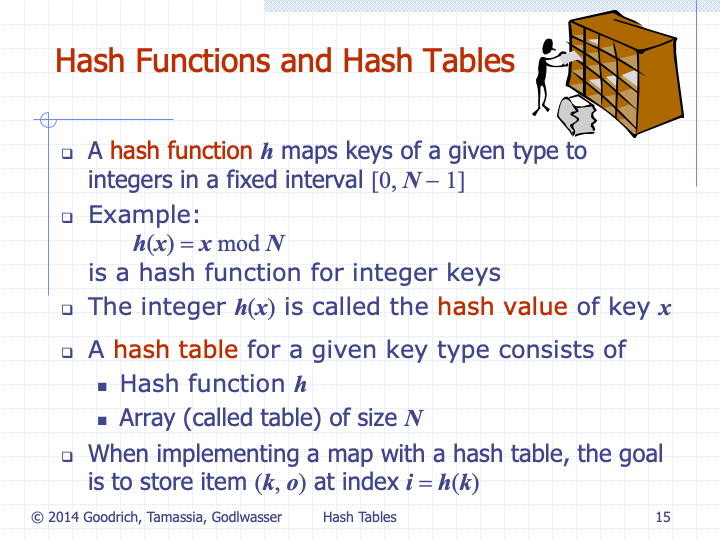 Hash Functions and Hash Tables
A hash function h maps keys of a given type to
integers in a fixed interval [0, N – 1]
Example:
h(x) = x mod N
is a hash function for integer keys
The integer h(x) is called the hash value of key x
A hash table for a given key type consists of
Hash function h
Array (called table) of size N
When implementing a map with a hash table, the goal
is to store item (k, o) at index i = h(k)
© 2014 Goodrich, Tamassia, Godlwasser Hash Tables 15